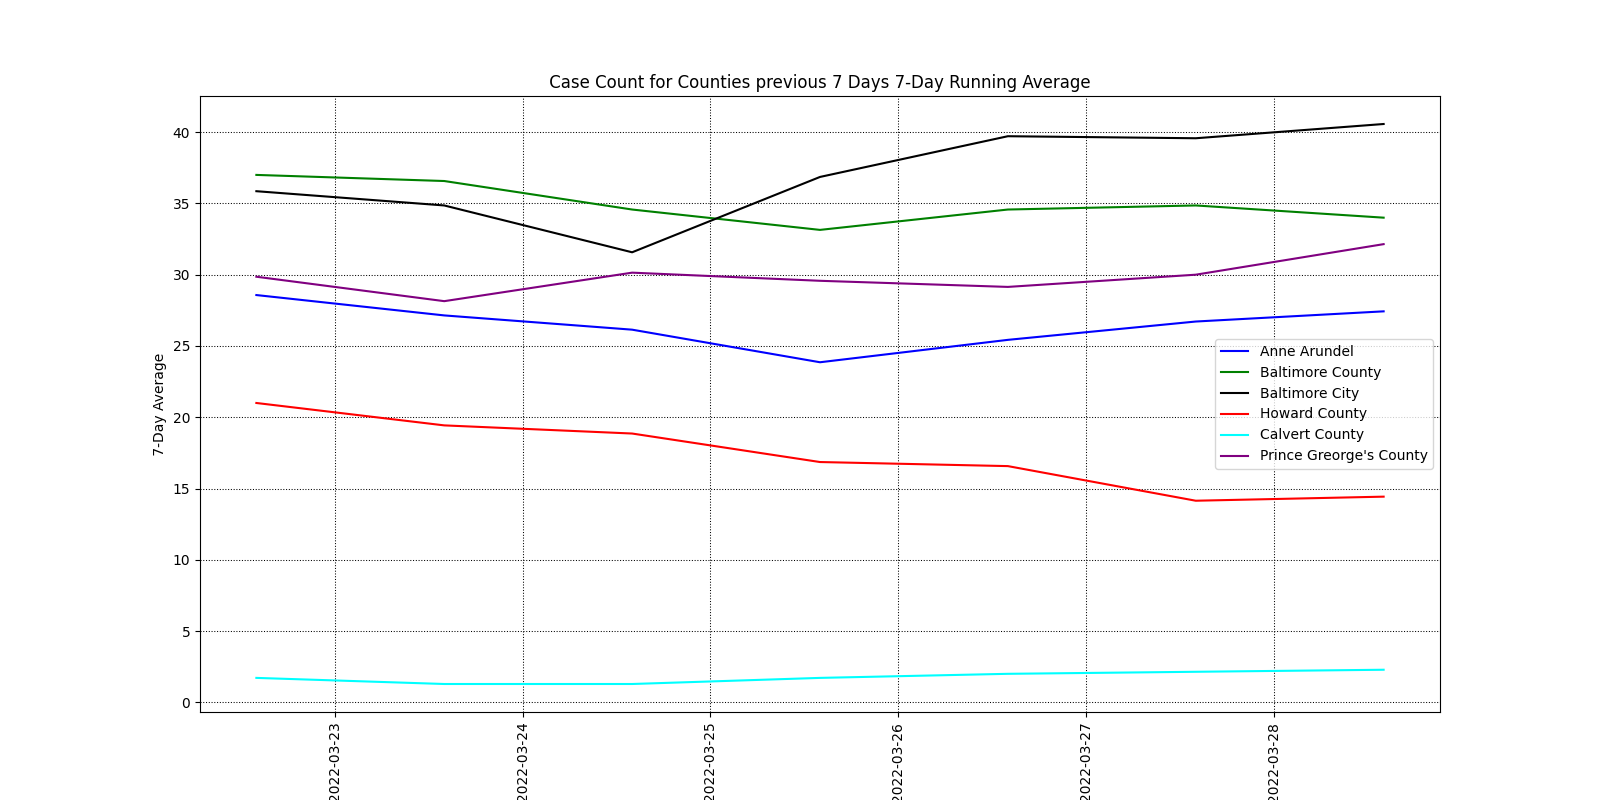 Case Count for Counties previous 7 Days 7-Day Running Average
7-Day Average
40
35
30
25
20
15
10
5
0
Anne Arundel
Baltimore County
Baltimore City
Howard County
Calvert County
Prince Greorge's County
2022-03-23
2022-03-24
2022-03-25
2022-03-26
2022-03-27
2022-03-28